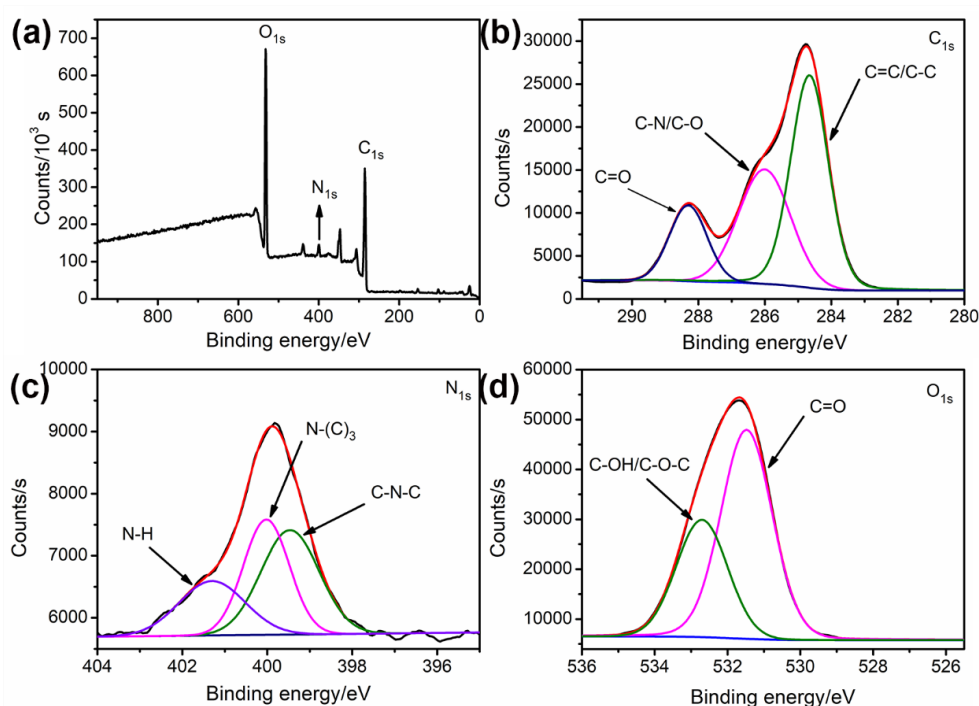 (a)
O1s
N1s
C1s
Counts/10³ s
700
600
500
400
300
200
100
0
800
600
400
200
0
Binding energy/eV
(b)
C1s
C=C/C-C
C-N/C-O
C=O
Counts/s
30000
25000
20000
15000
10000
5000
0
290
288
286
284
282
280
Binding energy/eV
(c)
N1s
N-(C)3
C-N-C
N-H
Counts/s
10000
9000
8000
7000
6000
404
402
400
398
396
Binding energy/eV
(d)
O1s
C=O
C-OH/C-O-C
Counts/s
60000
50000
40000
30000
20000
10000
536
534
532
530
528
526
Binding energy/eV